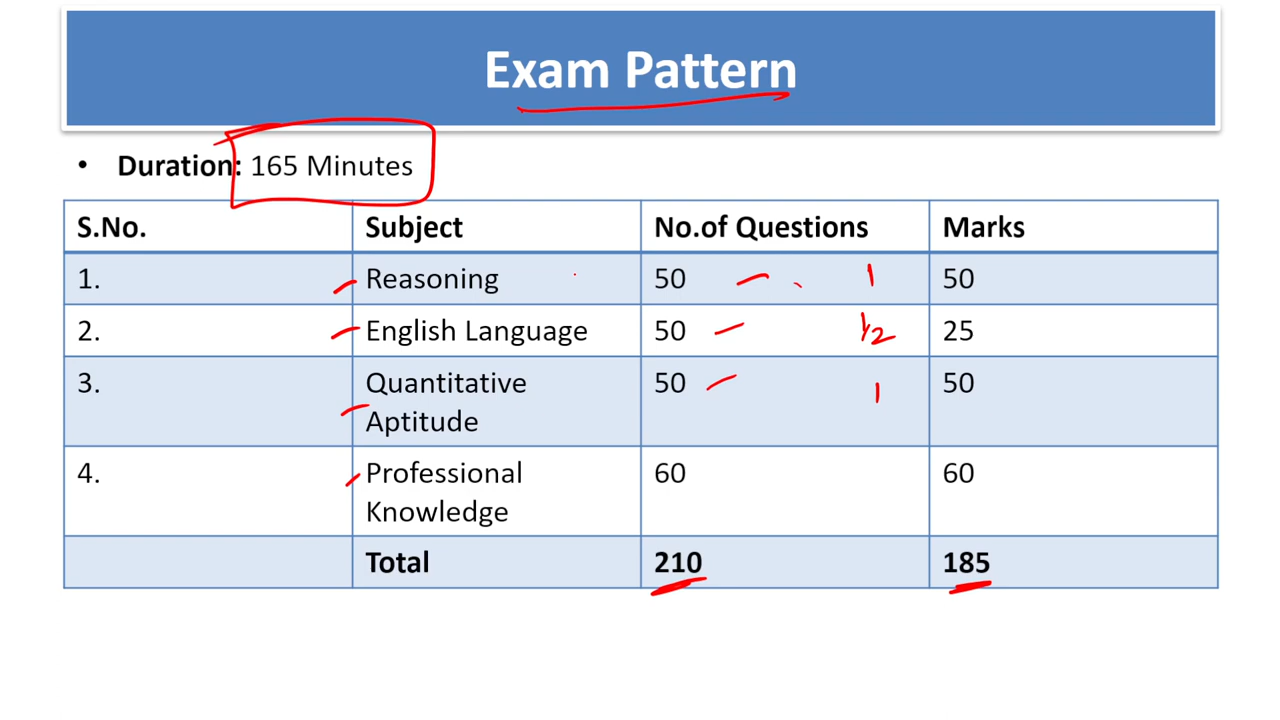 Exam Pattern
• Duration: 165 Minutes
S.No. Subject No.of Questions Marks
1. Reasoning 50 1 50
2. English Language 50 1/2 25
3. Quantitative Aptitude 50 1 50
4. Professional Knowledge 60 60
Total 210 185